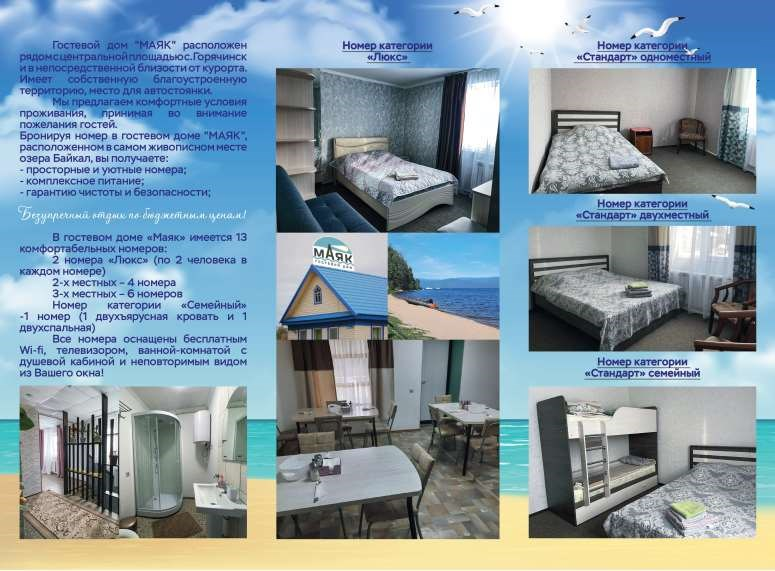 Гостевой дом "МАЯК" расположен
рядом с центральной площадью с. Горячинск
и в непосредственной близости от курорта.
Имеет собственную благоустроенную
территорию, место для автостоянки.
Мы предлагаем комфортные условия
проживания, принимая во внимание
пожелания гостей.
Бронируя номер в гостевом доме "МАЯК",
расположенном в самом живописном месте
озера Байкал, вы получаете:
- просторные и уютные номера;
- комплексное питание;
- гарантию чистоты и безопасности;
Безупречный отдых по бюджетным ценам!
В гостевом доме «Маяк» имеется 13
комфортабельных номеров:
2 номера «Люкс» (по 2 человека в
каждом номере)
2-х местных – 4 номера
3-х местных – 6 номеров
Номер категории «Семейный»
-1 номер (1 двухъярусная кровать и 1
двухспальная)
Все номера оснащены бесплатным
Wi-fi, телевизором, ванной-комнатой с
душевой кабиной и неповторимым видом
из Вашего окна!
Номер категории
«Люкс»
МАЯК
ГОСТЕВОЙ ДОМ
Номер категории
«Стандарт» одноместный
Номер категории
«Стандарт» двухместный
Номер категории
«Стандарт» семейный